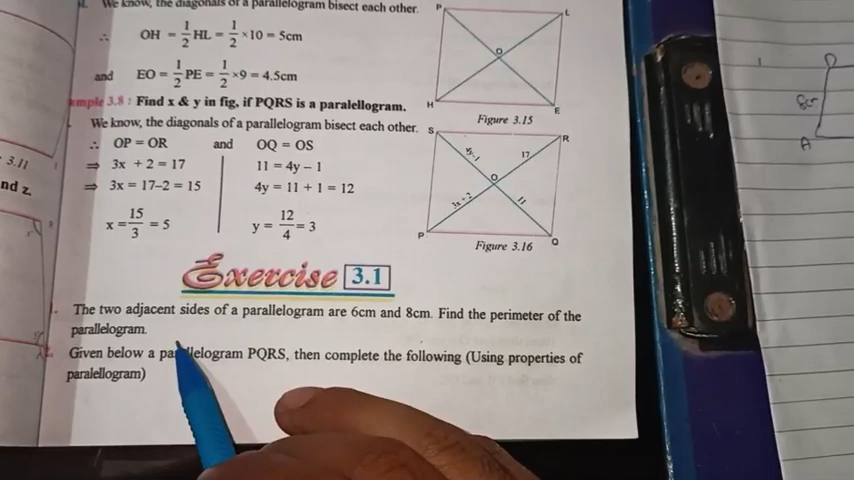 We know, the diagonals of a parallelogram bisect each other.
∴ OH = 1/2 HL = 1/2 × 10 = 5cm
and EO = 1/2 PE = 1/2 × 9 = 4.5cm
P L O H E
Figure 3.15
ample 3.8 : Find x & y in fig, if PQRS is a paralellogram.
We know, the diagonals of a parallelogram bisect each other.
∴ OP = OR and OQ = OS
⇒ 3x + 2 = 17 11 = 4y – 1
⇒ 3x = 17–2 = 15 4y = 11 + 1 = 12
x = 15/3 = 5 y = 12/4 = 3
S R
17
O
3x + 2 11
P Q
Figure 3.16
3.11
nd z.
Exercise 3.1
1. The two adjacent sides of a parallelogram are 6cm and 8cm. Find the perimeter of the
parallelogram.
Given below a parallelogram PQRS, then complete the following (Using properties of
paralellogram)
D
A